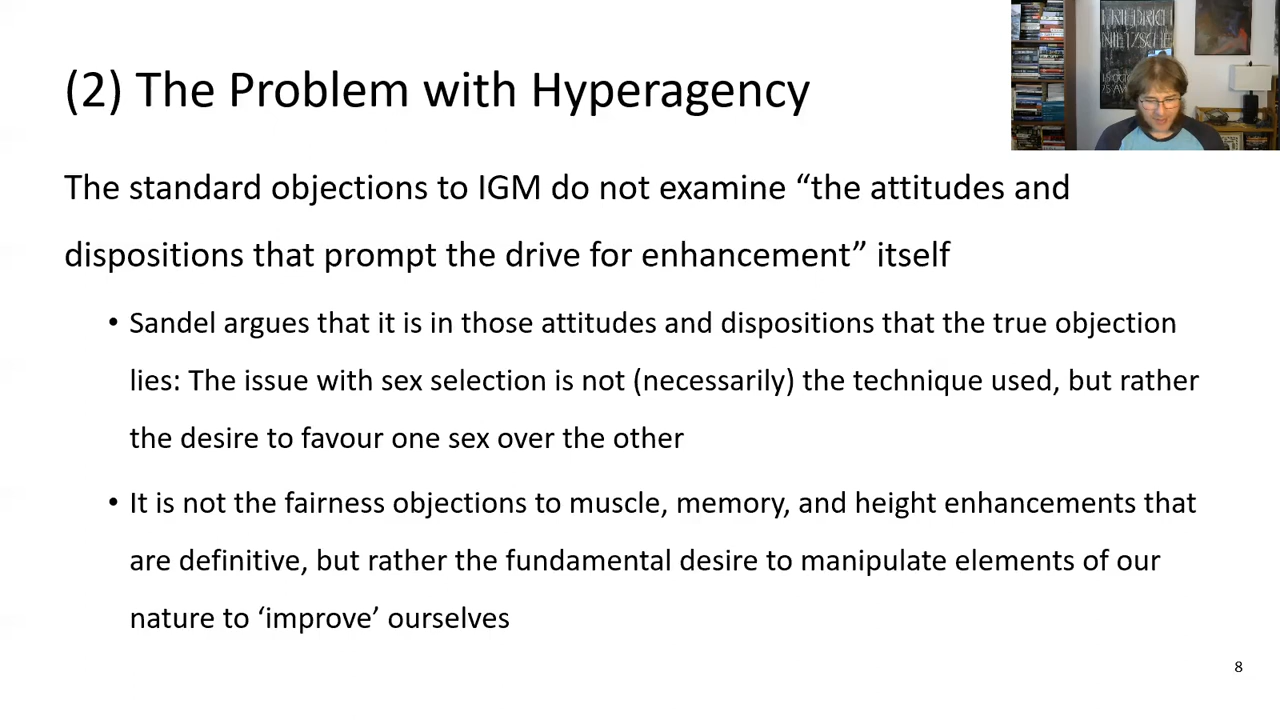 (2) The Problem with Hyperagency
The standard objections to IGM do not examine “the attitudes and
dispositions that prompt the drive for enhancement” itself
• Sandel argues that it is in those attitudes and dispositions that the true objection
lies: The issue with sex selection is not (necessarily) the technique used, but rather
the desire to favour one sex over the other
• It is not the fairness objections to muscle, memory, and height enhancements that
are definitive, but rather the fundamental desire to manipulate elements of our
nature to ‘improve’ ourselves
8
FRIEDRICH
NIETZSCHE